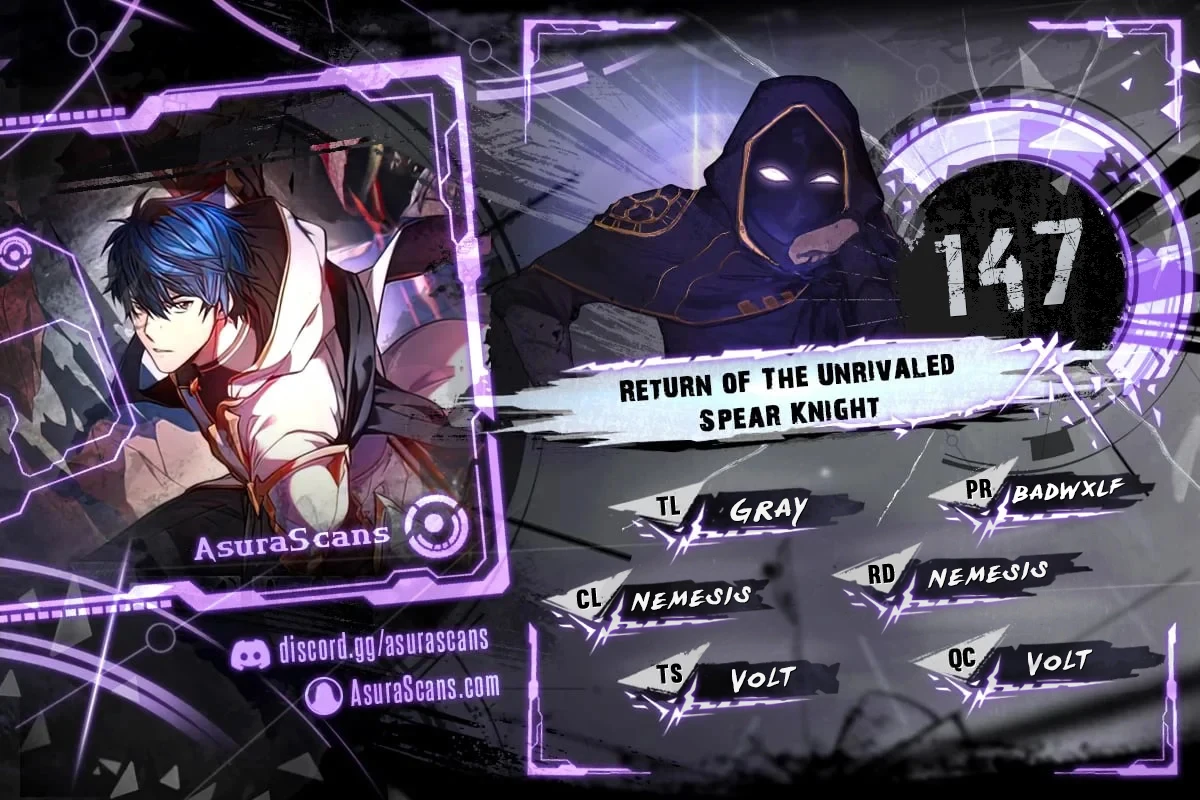 147
RETURN OF THE UNRIVALED
SPEAR KNIGHT
TL GRAY
PR BADWXLF
CL NEMESIS
RD NEMESIS
TS VOLT
QC VOLT
AsuraScans
discord.gg/asurascans
AsuraScans.com